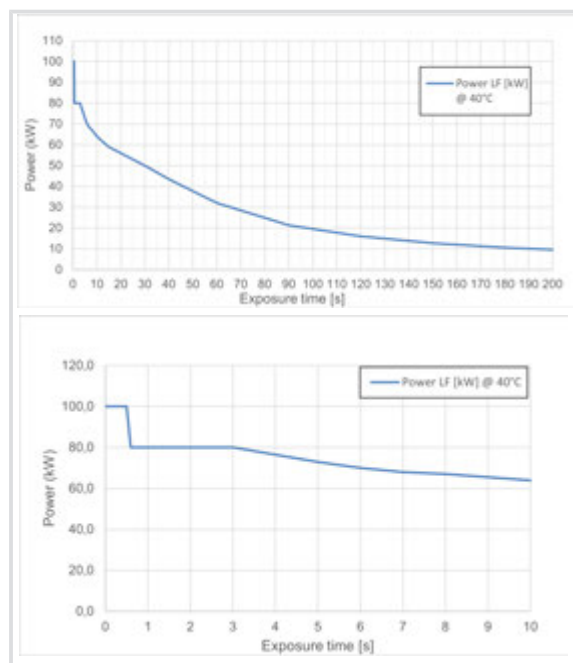 110
100
90
80
70
60
50
40
30
20
10
0
Power (kW)
Power LF [kW]
@ 40°C
0 10 20 30 40 50 60 70 80 90 100 110 120 130 140 150 160 170 180 190 200
Exposure time [s]
120,0
100,0
80,0
60,0
40,0
20,0
0,0
Power (kW)
Power LF [kW] @ 40°C
0 1 2 3 4 5 6 7 8 9 10
Exposure time [s]